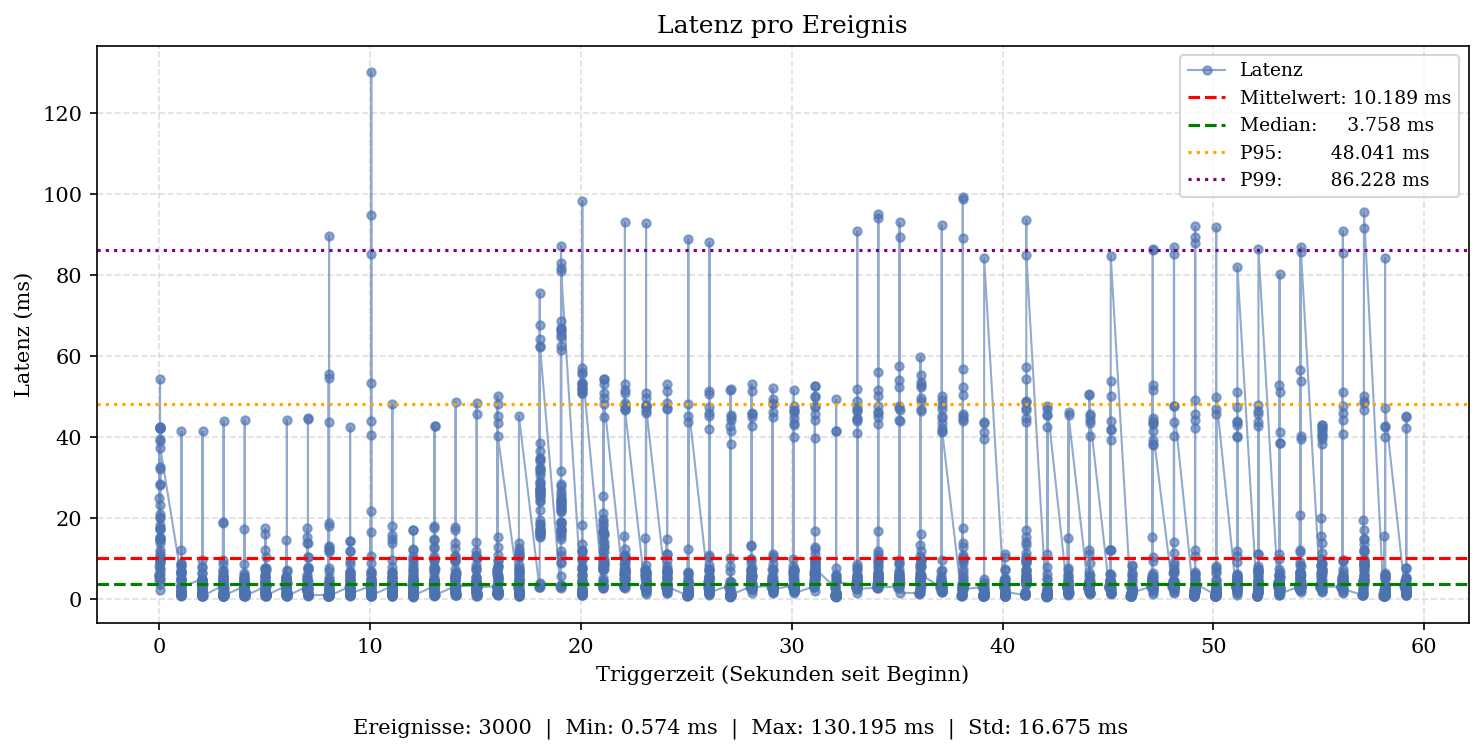 Latenz pro Ereignis
Latenz (ms)
120
100
80
60
40
20
0
Latenz
Mittelwert: 10.189 ms
Median: 3.758 ms
P95: 48.041 ms
P99: 86.228 ms
0 10 20 30 40 50 60
Triggerzeit (Sekunden seit Beginn)
Ereignisse: 3000 | Min: 0.574 ms | Max: 130.195 ms | Std: 16.675 ms